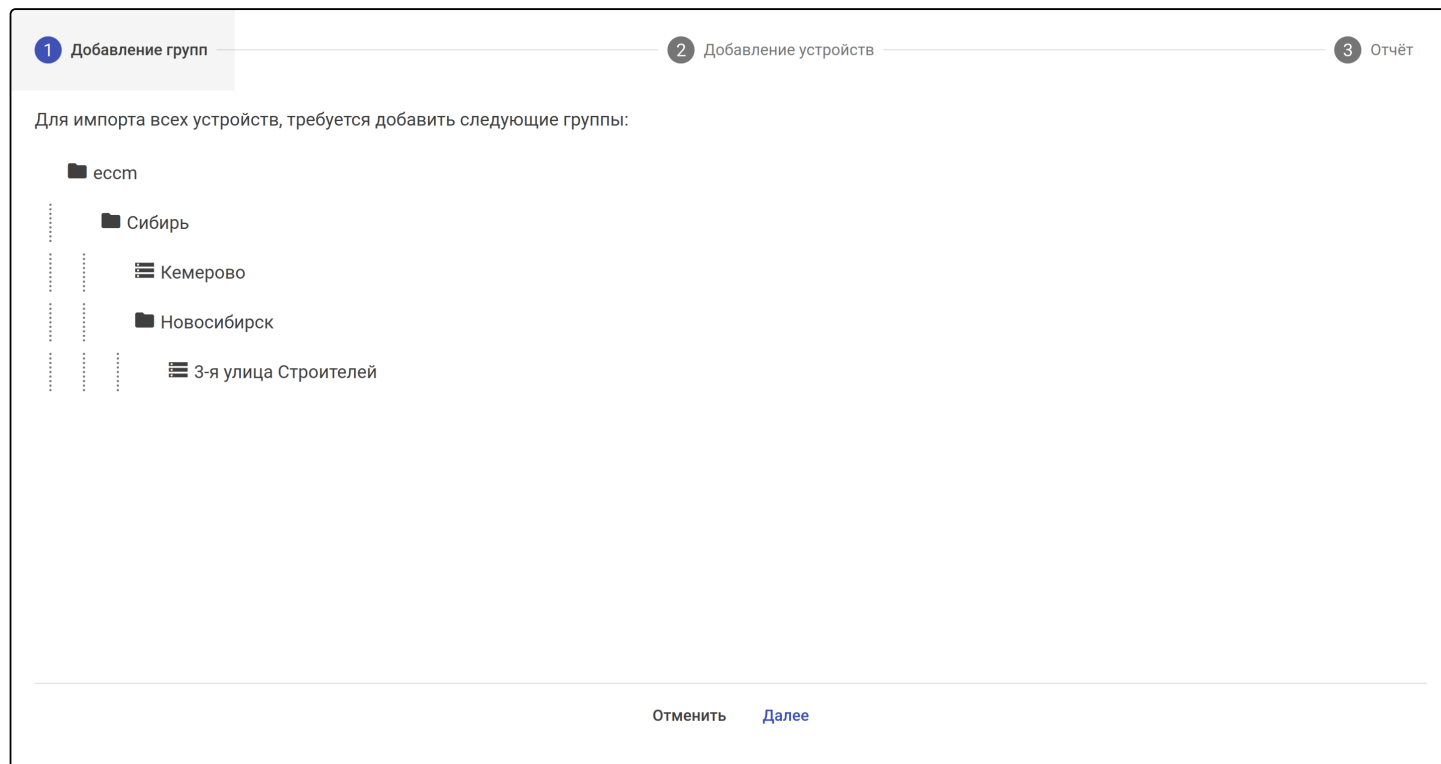 1 Добавление групп 2 Добавление устройств 3 Отчёт
Для импорта всех устройств, требуется добавить следующие группы:
eccm
Сибирь
Кемерово
Новосибирск
3-я улица Строителей
Отменить Далее